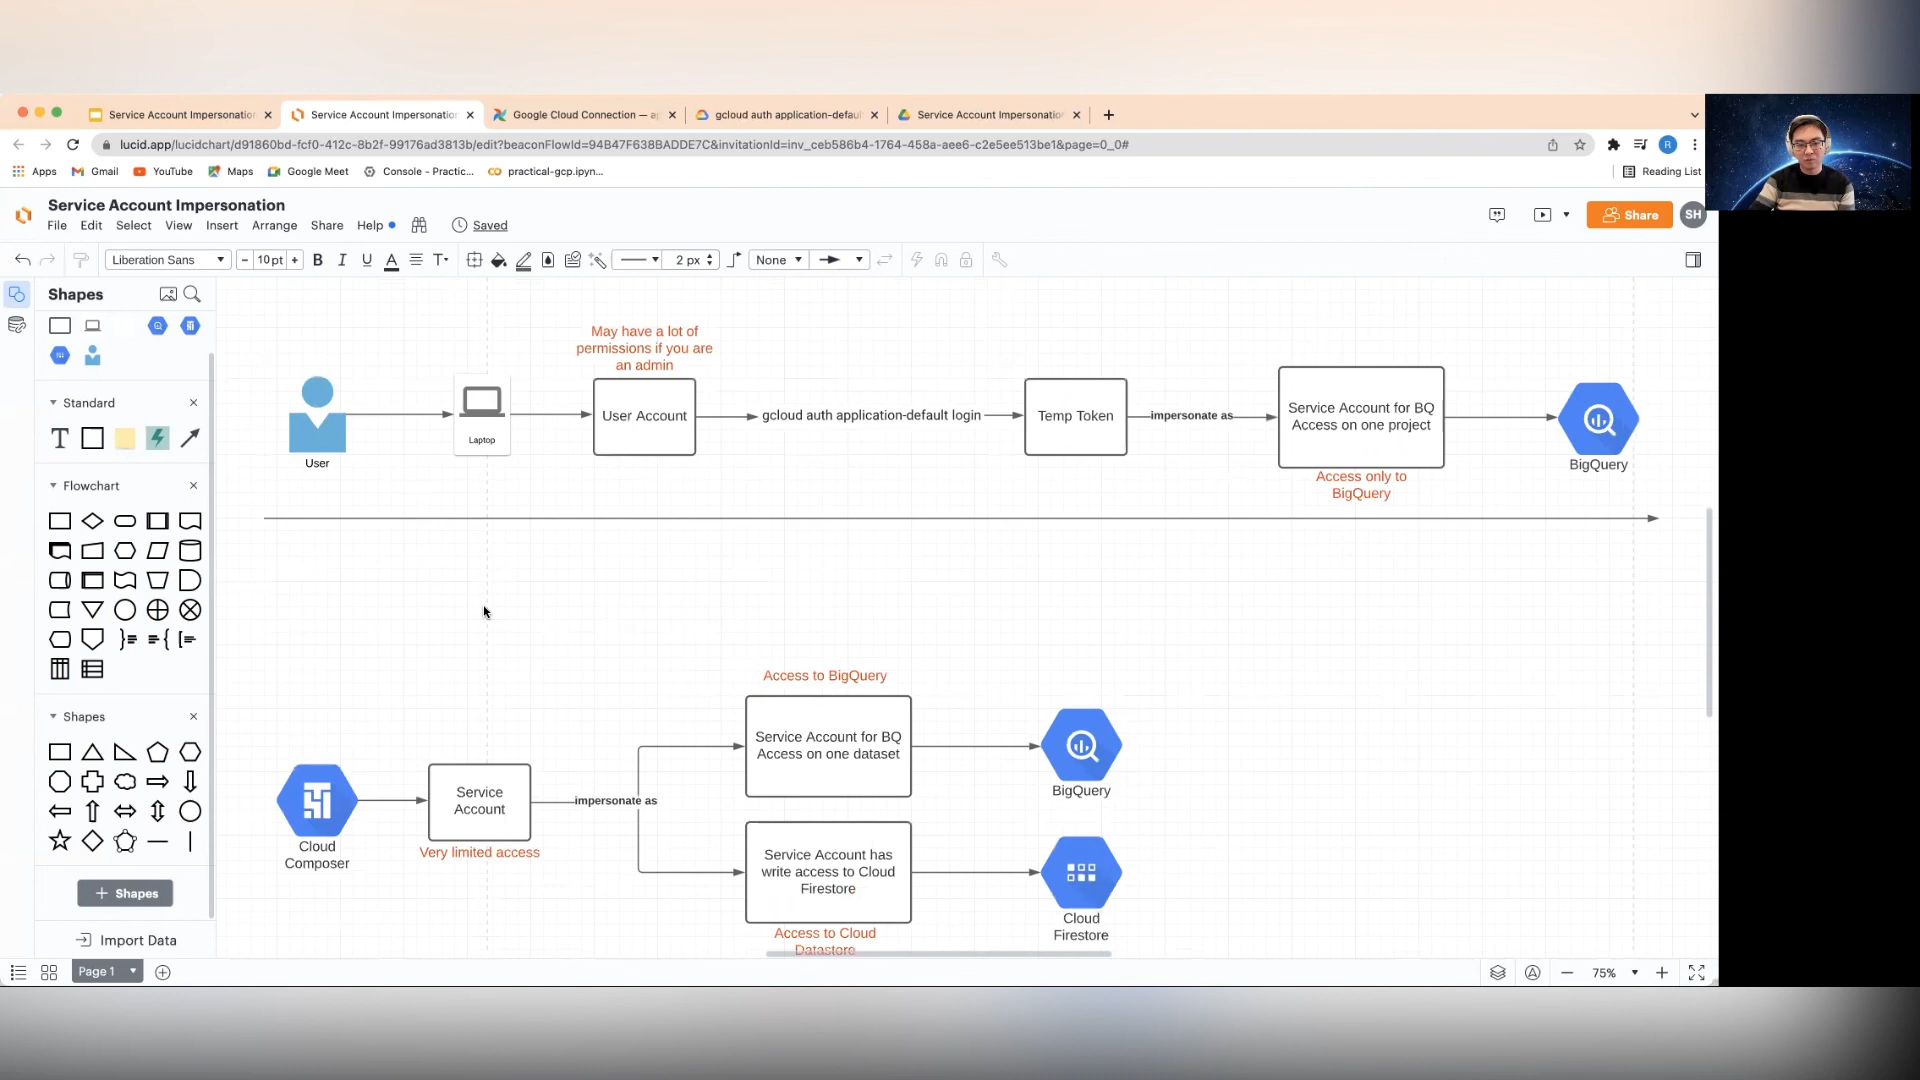 Service Account Impersonation
Service Account Impersonation
Google Cloud Connection — a
gcloud auth application-defaul
Service Account Impersonatio
lucid.app/lucidchart/d91860bd-fcf0-412c-8b2f-99176ad3813b/edit?beaconFlowId=94B47F638BADDE7C&invitationId=inv_ceb586b4-1764-458a-aee6-c2e5ee513be1&page=0_0#
R
Apps
Gmail
YouTube
Maps
Google Meet
Console - Practic...
practical-gcp.ipyn...
Reading List
Service Account Impersonation
File Edit Select View Insert Arrange Share Help
Saved
Share
SH
Liberation Sans
10 pt
B I U A T
2 px
None
Shapes
Standard
T
Flowchart
Shapes
+ Shapes
Import Data
Page 1
75%
May have a lot of
permissions if you are
an admin
User
Laptop
User Account
gcloud auth application-default login
Temp Token
impersonate as
Service Account for BQ
Access on one project
Access only to
BigQuery
BigQuery
Access to BigQuery
Service Account for BQ
Access on one dataset
BigQuery
Cloud
Composer
Service
Account
Very limited access
impersonate as
Service Account has
write access to Cloud
Firestore
Access to Cloud
Datastore
Cloud
Firestore